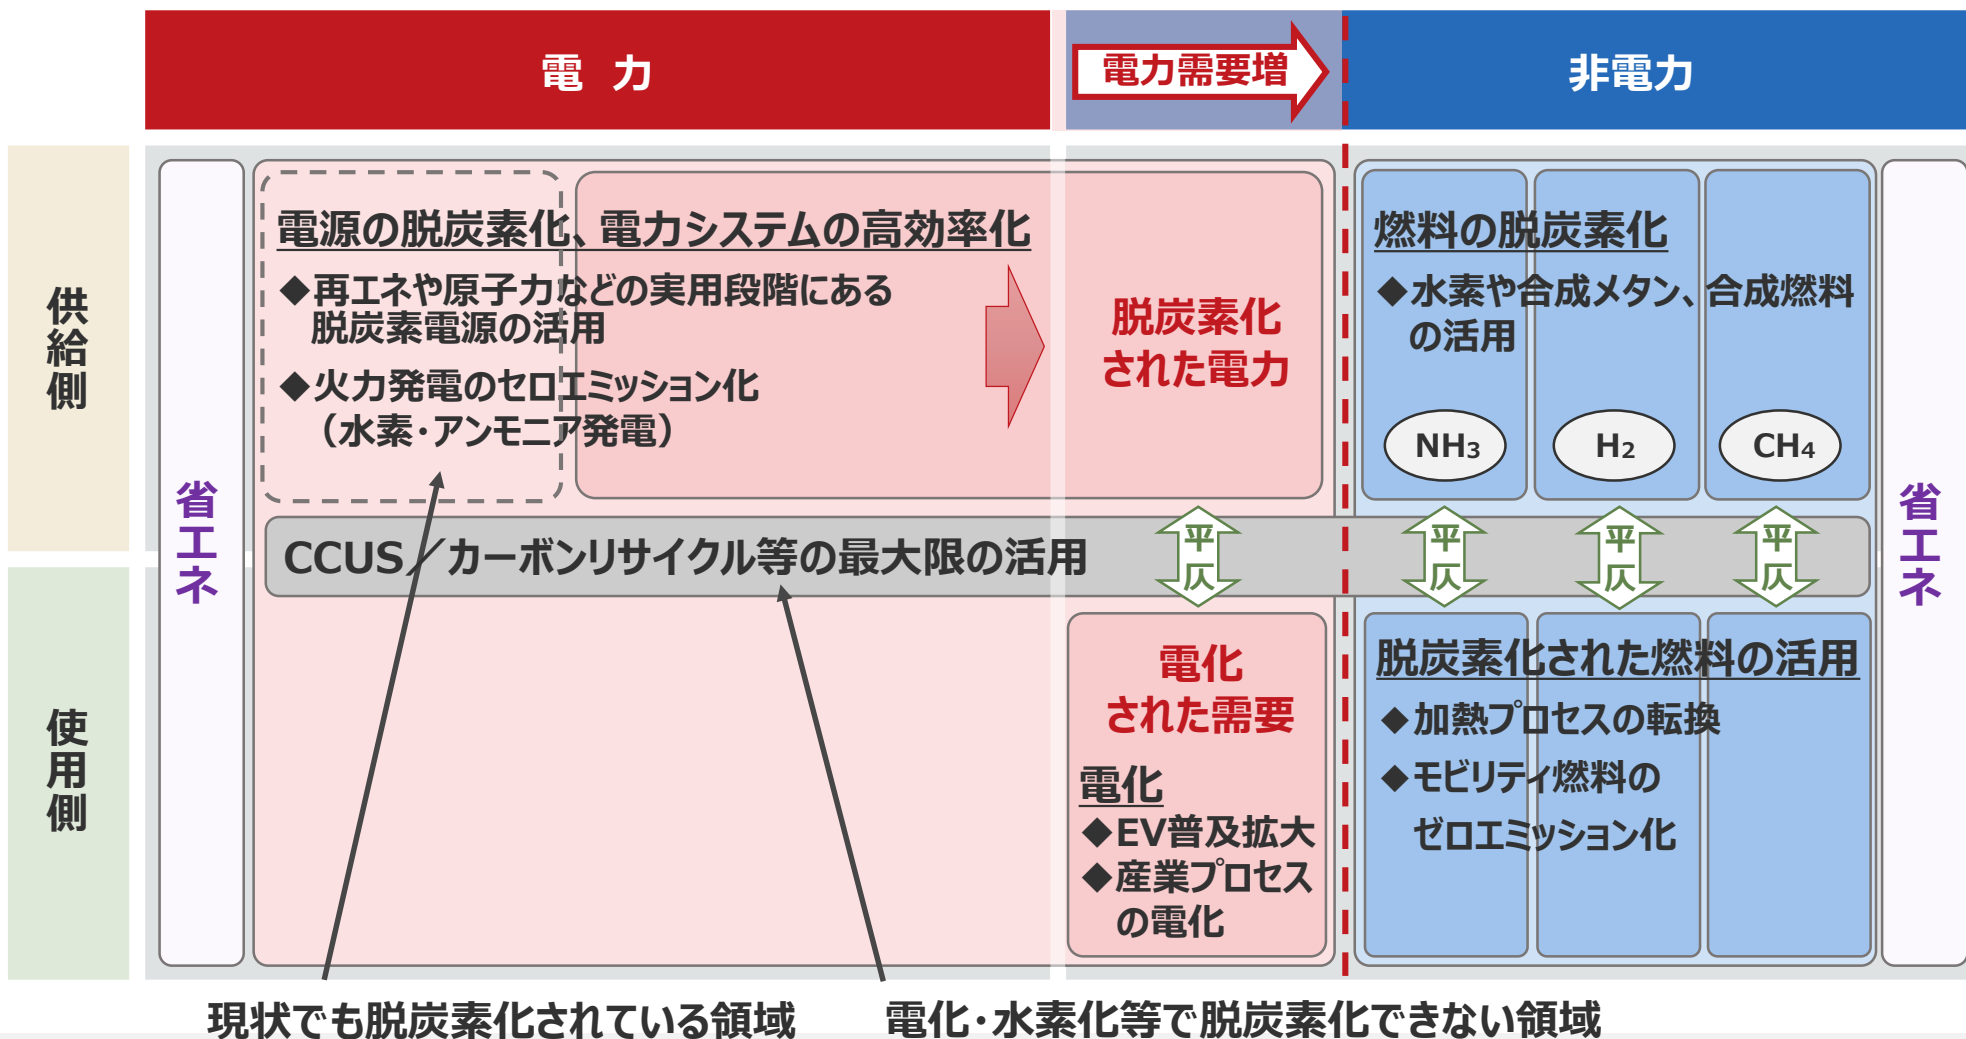 電 力
電力需要増
非電力
供給側
使用側
省エネ
電源の脱炭素化、電力システムの高効率化
◆再エネや原子力などの実用段階にある
脱炭素電源の活用
◆火力発電のセロエミッション化
（水素・アンモニア発電）
脱炭素化
された電力
燃料の脱炭素化
◆水素や合成メタン、合成燃料
の活用
NH3
H2
CH4
省エネ
CCUS／カーボンリサイクル等の最大限の活用
平仄
平仄
平仄
平仄
電化
された需要
電化
◆EV普及拡大
◆産業プロセス
の電化
脱炭素化された燃料の活用
◆加熱プロセスの転換
◆モビリティ燃料の
ゼロエミッション化
現状でも脱炭素化されている領域
電化・水素化等で脱炭素化できない領域